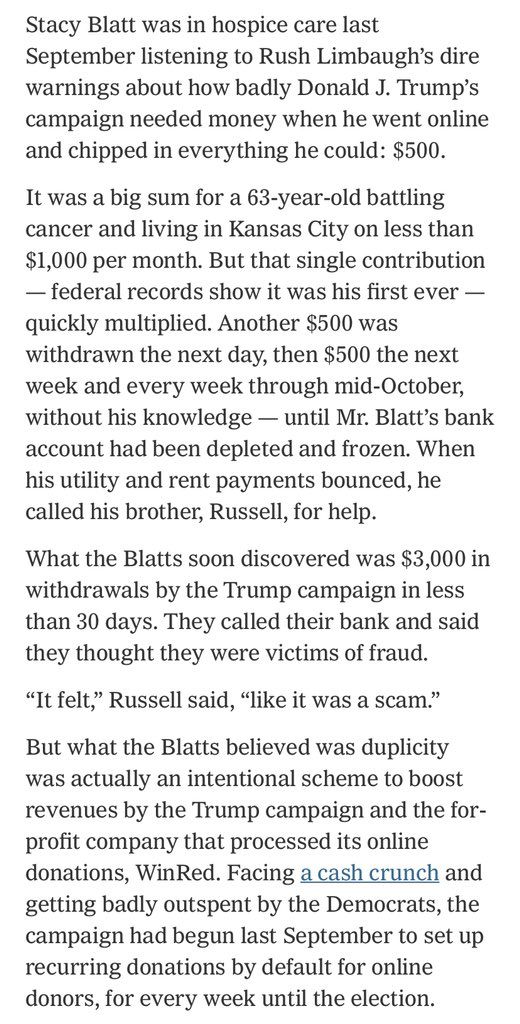 Stacy Blatt was in hospice care last
September listening to Rush Limbaugh’s dire
warnings about how badly Donald J. Trump’s
campaign needed money when he went online
and chipped in everything he could: $500.
It was a big sum for a 63-year-old battling
cancer and living in Kansas City on less than
$1,000 per month. But that single contribution
— federal records show it was his first ever —
quickly multiplied. Another $500 was
withdrawn the next day, then $500 the next
week and every week through mid-October,
without his knowledge — until Mr. Blatt’s bank
account had been depleted and frozen. When
his utility and rent payments bounced, he
called his brother, Russell, for help.
What the Blatts soon discovered was $3,000 in
withdrawals by the Trump campaign in less
than 30 days. They called their bank and said
they thought they were victims of fraud.
“It felt,” Russell said, “like it was a scam.”
But what the Blatts believed was duplicity
was actually an intentional scheme to boost
revenues by the Trump campaign and the for-
profit company that processed its online
donations, WinRed. Facing a cash crunch and
getting badly outspent by the Democrats, the
campaign had begun last September to set up
recurring donations by default for online
donors, for every week until the election.